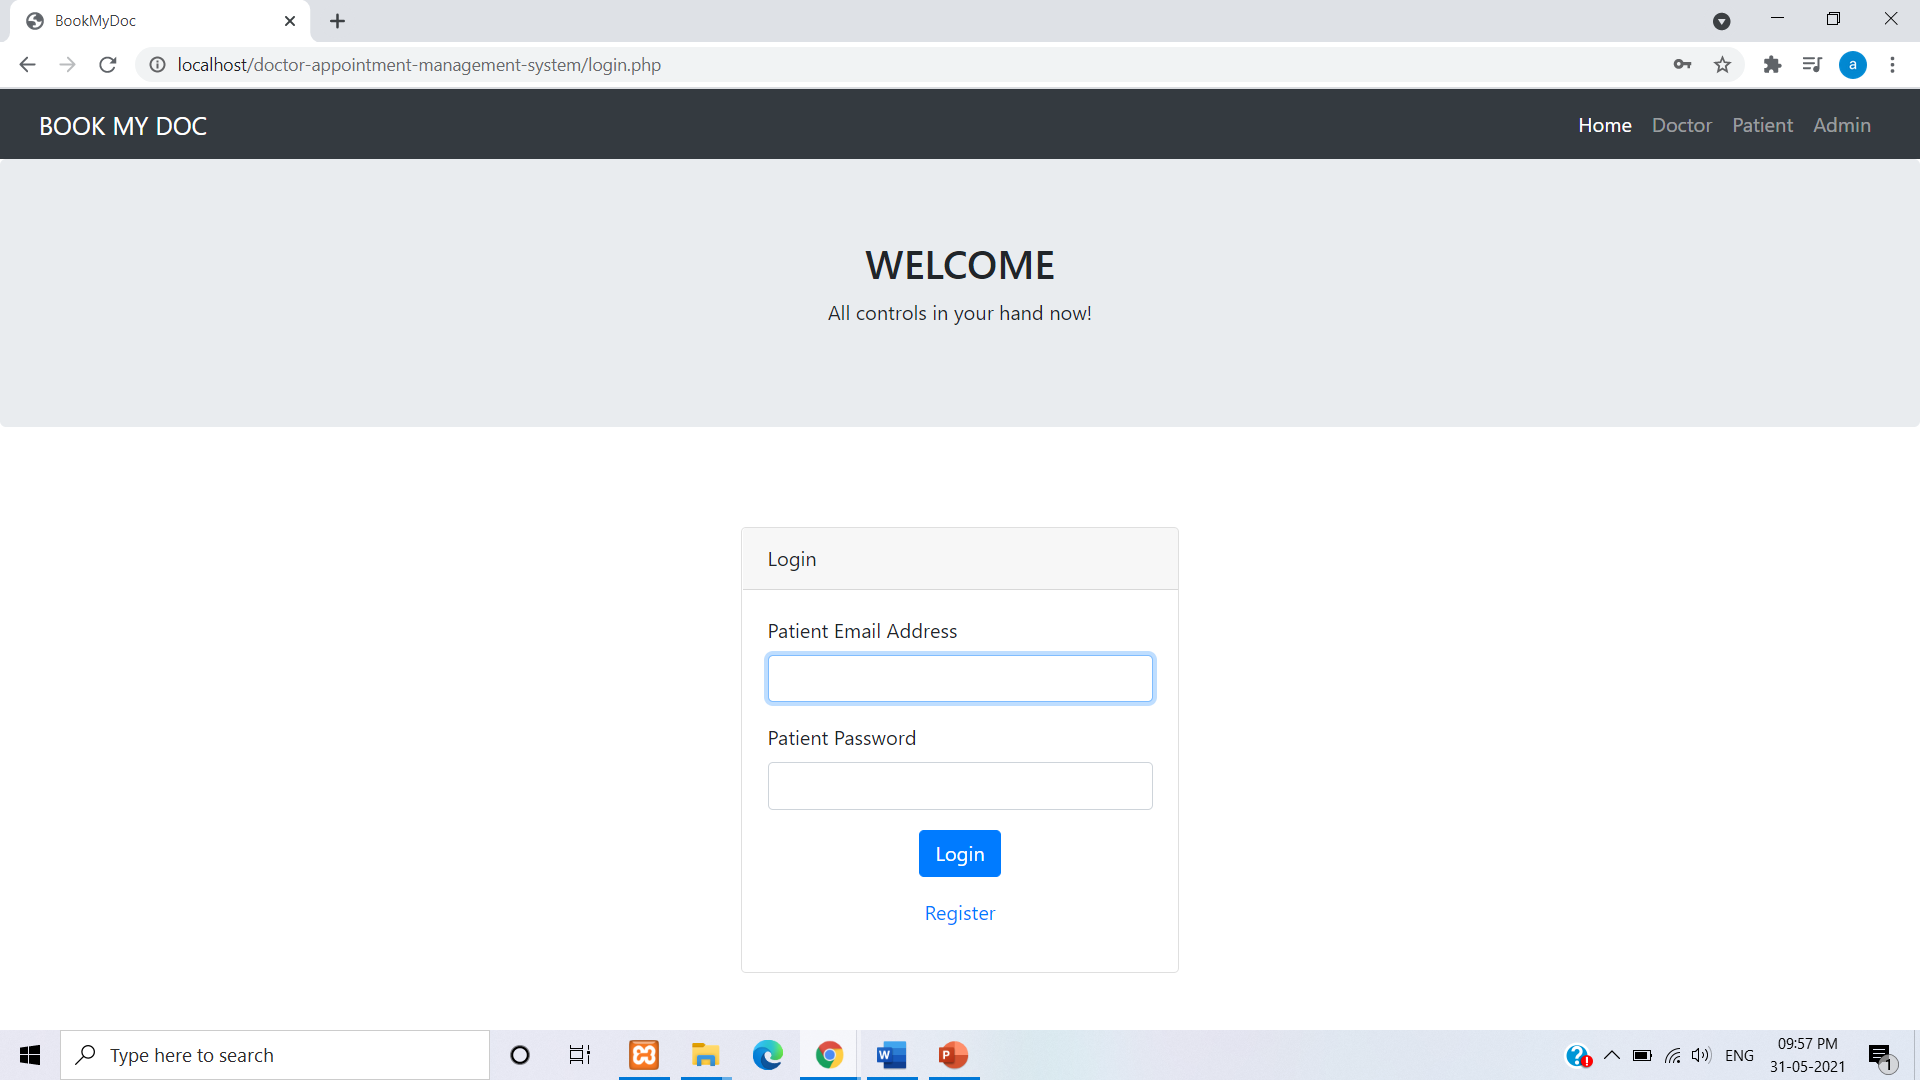 BookMyDoc
localhost/doctor-appointment-management-system/login.php
a
BOOK MY DOC
Home Doctor Patient Admin
WELCOME
All controls in your hand now!
Login
Patient Email Address
Patient Password
Login
Register
Type here to search
ENG
09:57 PM
31-05-2021
1